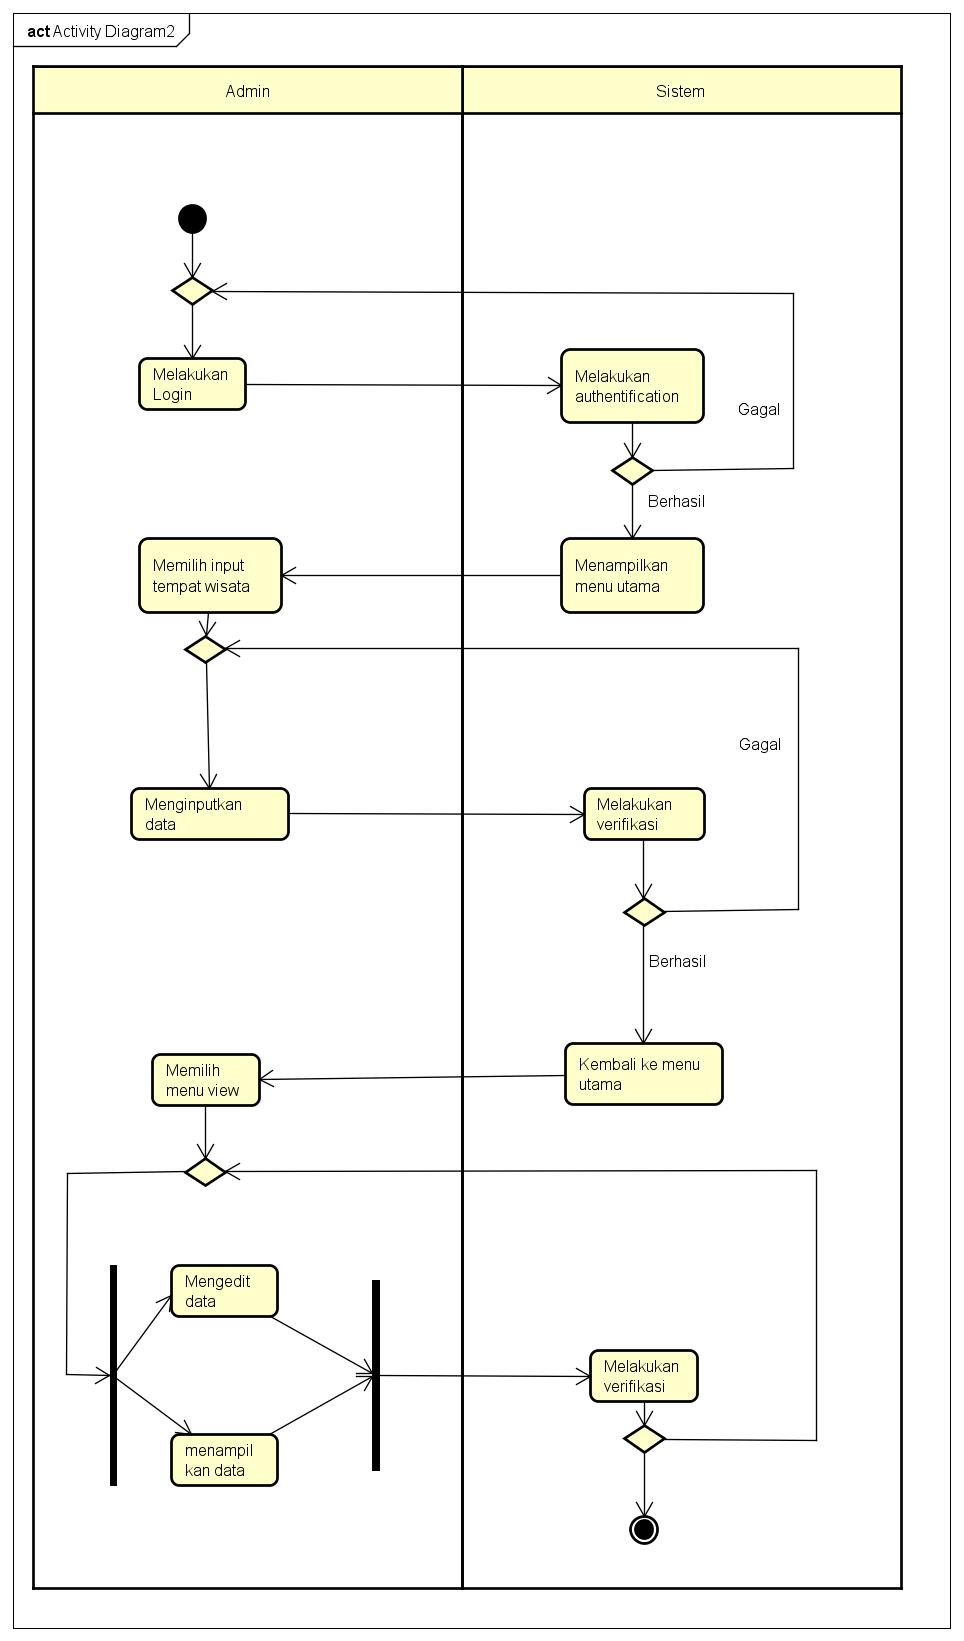 act Activity Diagram2
Admin
Sistem
Melakukan
Login
Melakukan
authentification
Gagal
Berhasil
Memilih input
tempat wisata
Menampilkan
menu utama
Gagal
Menginputkan
data
Melakukan
verifikasi
Berhasil
Memilih
menu view
Kembali ke menu
utama
Mengedit
data
Melakukan
verifikasi
menampil
kan data